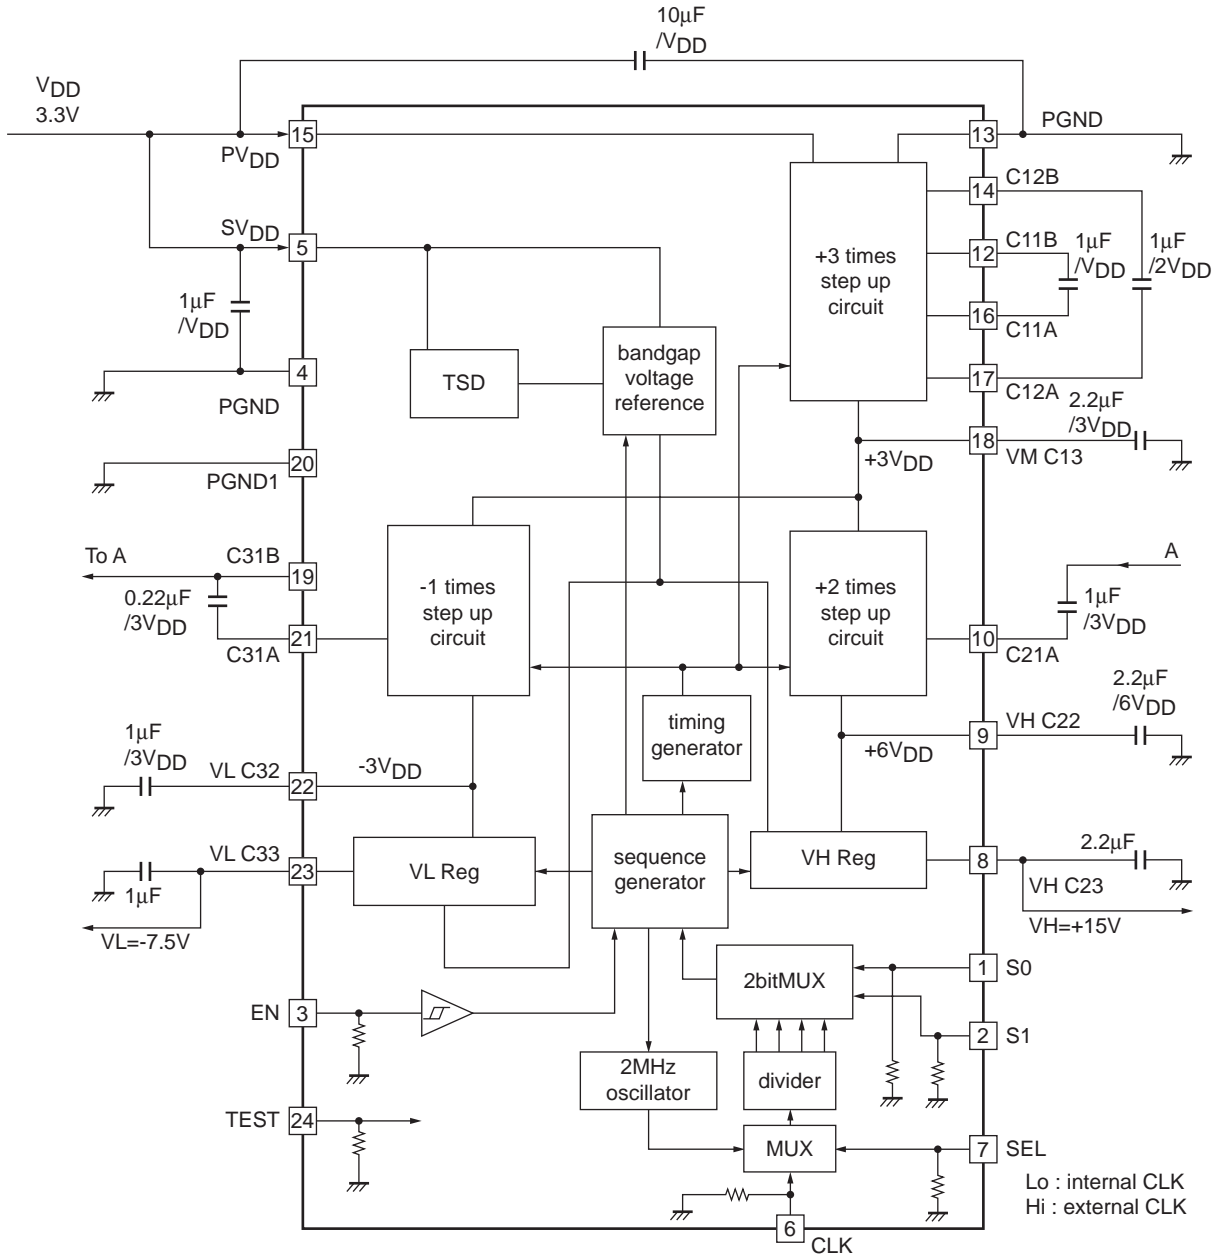 10μF
/VDD
VDD
3.3V
15
PVDD
13
PGND
14
C12B
SVDD
5
1μF
/VDD
4
PGND
+3 times
step up
circuit
12
C11B
1μF
/VDD
1μF
/2VDD
16
C11A
17
C12A
TSD
bandgap
voltage
reference
2.2μF
/3VDD
18
VM C13
+3VDD
20
PGND1
To A
C31B
19
0.22μF
/3VDD
21
C31A
-1 times
step up
circuit
+2 times
step up
circuit
A
1μF
/3VDD
10
C21A
2.2μF
/6VDD
VH C22
9
+6VDD
timing
generator
1μF
/3VDD
VL C32
22
-3VDD
VL C33
23
1μF
VL=-7.5V
VL Reg
sequence
generator
VH Reg
8
2.2μF
VH C23
VH=+15V
2bitMUX
1
S0
2
S1
EN
3
2MHz
oscillator
divider
TEST
24
MUX
7
SEL
Lo : internal CLK
Hi : external CLK
6
CLK